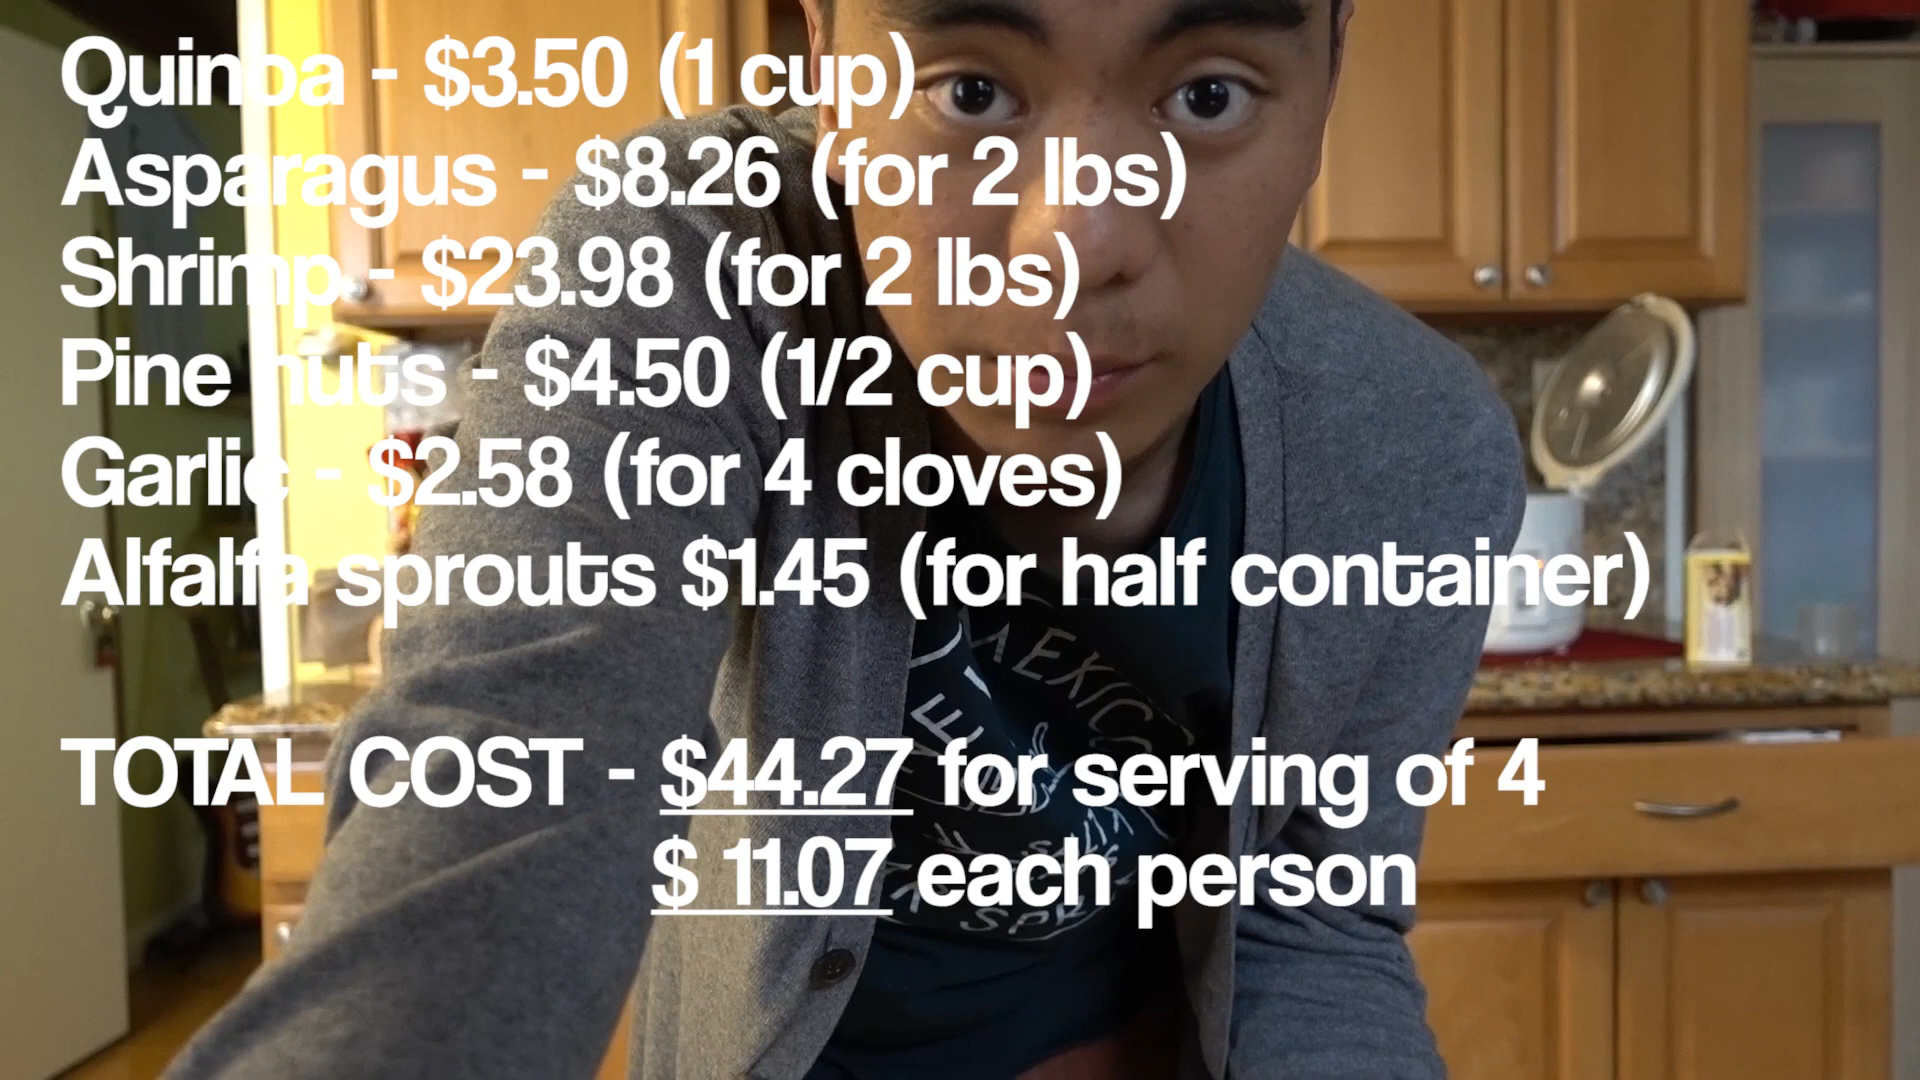 Quinoa - $3.50 (1 cup)
Asparagus - $8.26 (for 2 lbs)
Shrimp - $23.98 (for 2 lbs)
Pine nuts - $4.50 (1/2 cup)
Garlic - $2.58 (for 4 cloves)
Alfalfa sprouts $1.45 (for half container)
TOTAL COST - $44.27 for serving of 4
$ 11.07 each person
MEXICO